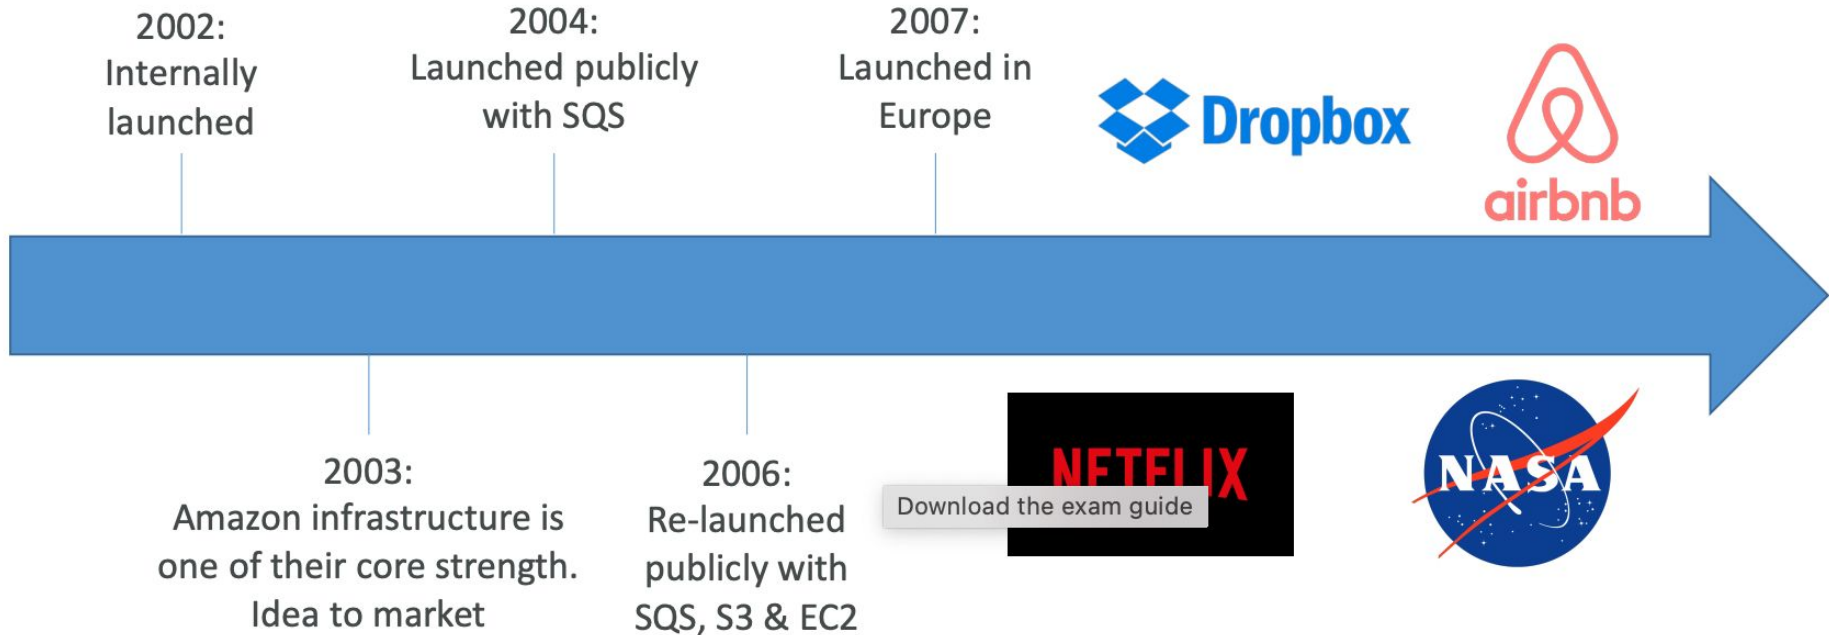 2002:
Internally
launched
2004:
Launched publicly
with SQS
2007:
Launched in
Europe
Dropbox
airbnb
2003:
Amazon infrastructure is
one of their core strength.
Idea to market
2006:
Re-launched
publicly with
SQS, S3 & EC2
NETFLIX
Download the exam guide
NASA